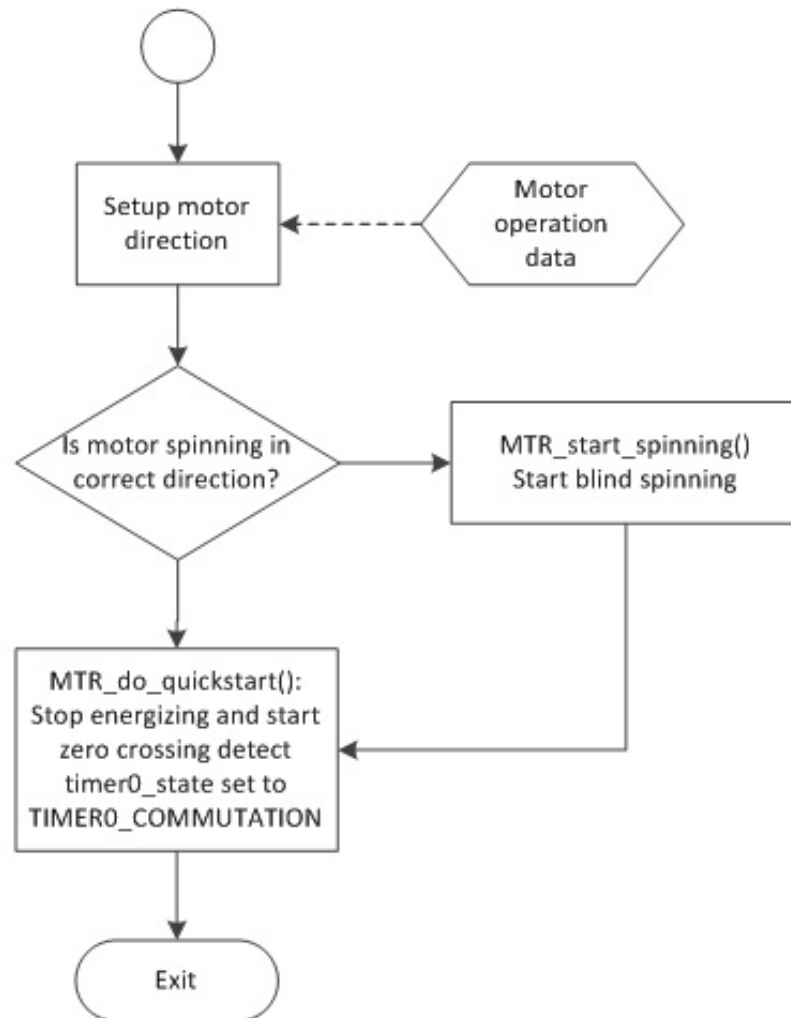 Setup motor
direction
Motor
operation
data
Is motor spinning in
correct direction?
MTR_start_spinning()
Start blind spinning
MTR_do_quickstart():
Stop energizing and start
zero crossing detect
timer0_state set to
TIMER0_COMMUTATION
Exit